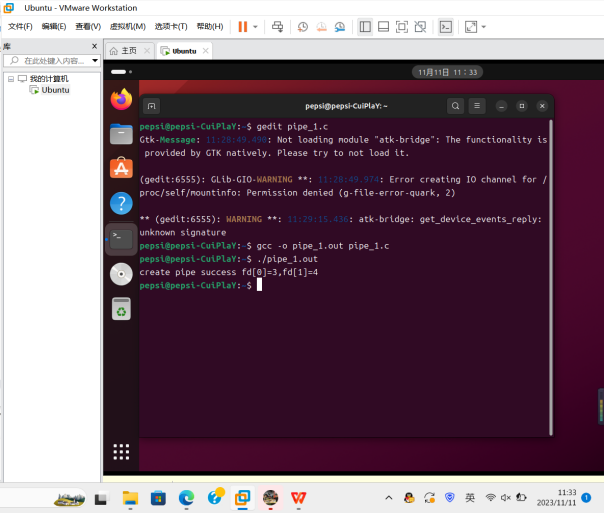 Ubuntu - VMware Workstation
文件(F) 编辑(E) 查看(V) 虚拟机(M) 选项卡(T) 帮助(H)
库
在此处键入内容...
我的计算机
Ubuntu
主页
Ubuntu
11月11日 11:33
pepsi@pepsi-CuiPlaY: ~
pepsi@pepsi-CuiPlaY:~$ gedit pipe_1.c
Gtk-Message: 11:28:49.490: Not loading module "atk-bridge": The functionality is
provided by GTK natively. Please try to not load it.
(gedit:6555): GLib-GIO-WARNING **: 11:28:49.974: Error creating IO channel for /
proc/self/mountinfo: Permission denied (g-file-error-quark, 2)
** (gedit:6555): WARNING **: 11:29:15.436: atk-bridge: get_device_events_reply:
unknown signature
pepsi@pepsi-CuiPlaY:~$ gcc -o pipe_1.out pipe_1.c
pepsi@pepsi-CuiPlaY:~$ ./pipe_1.out
create pipe success fd[0]=3,fd[1]=4
pepsi@pepsi-CuiPlaY:~$
英
11:33
2023/11/11
1